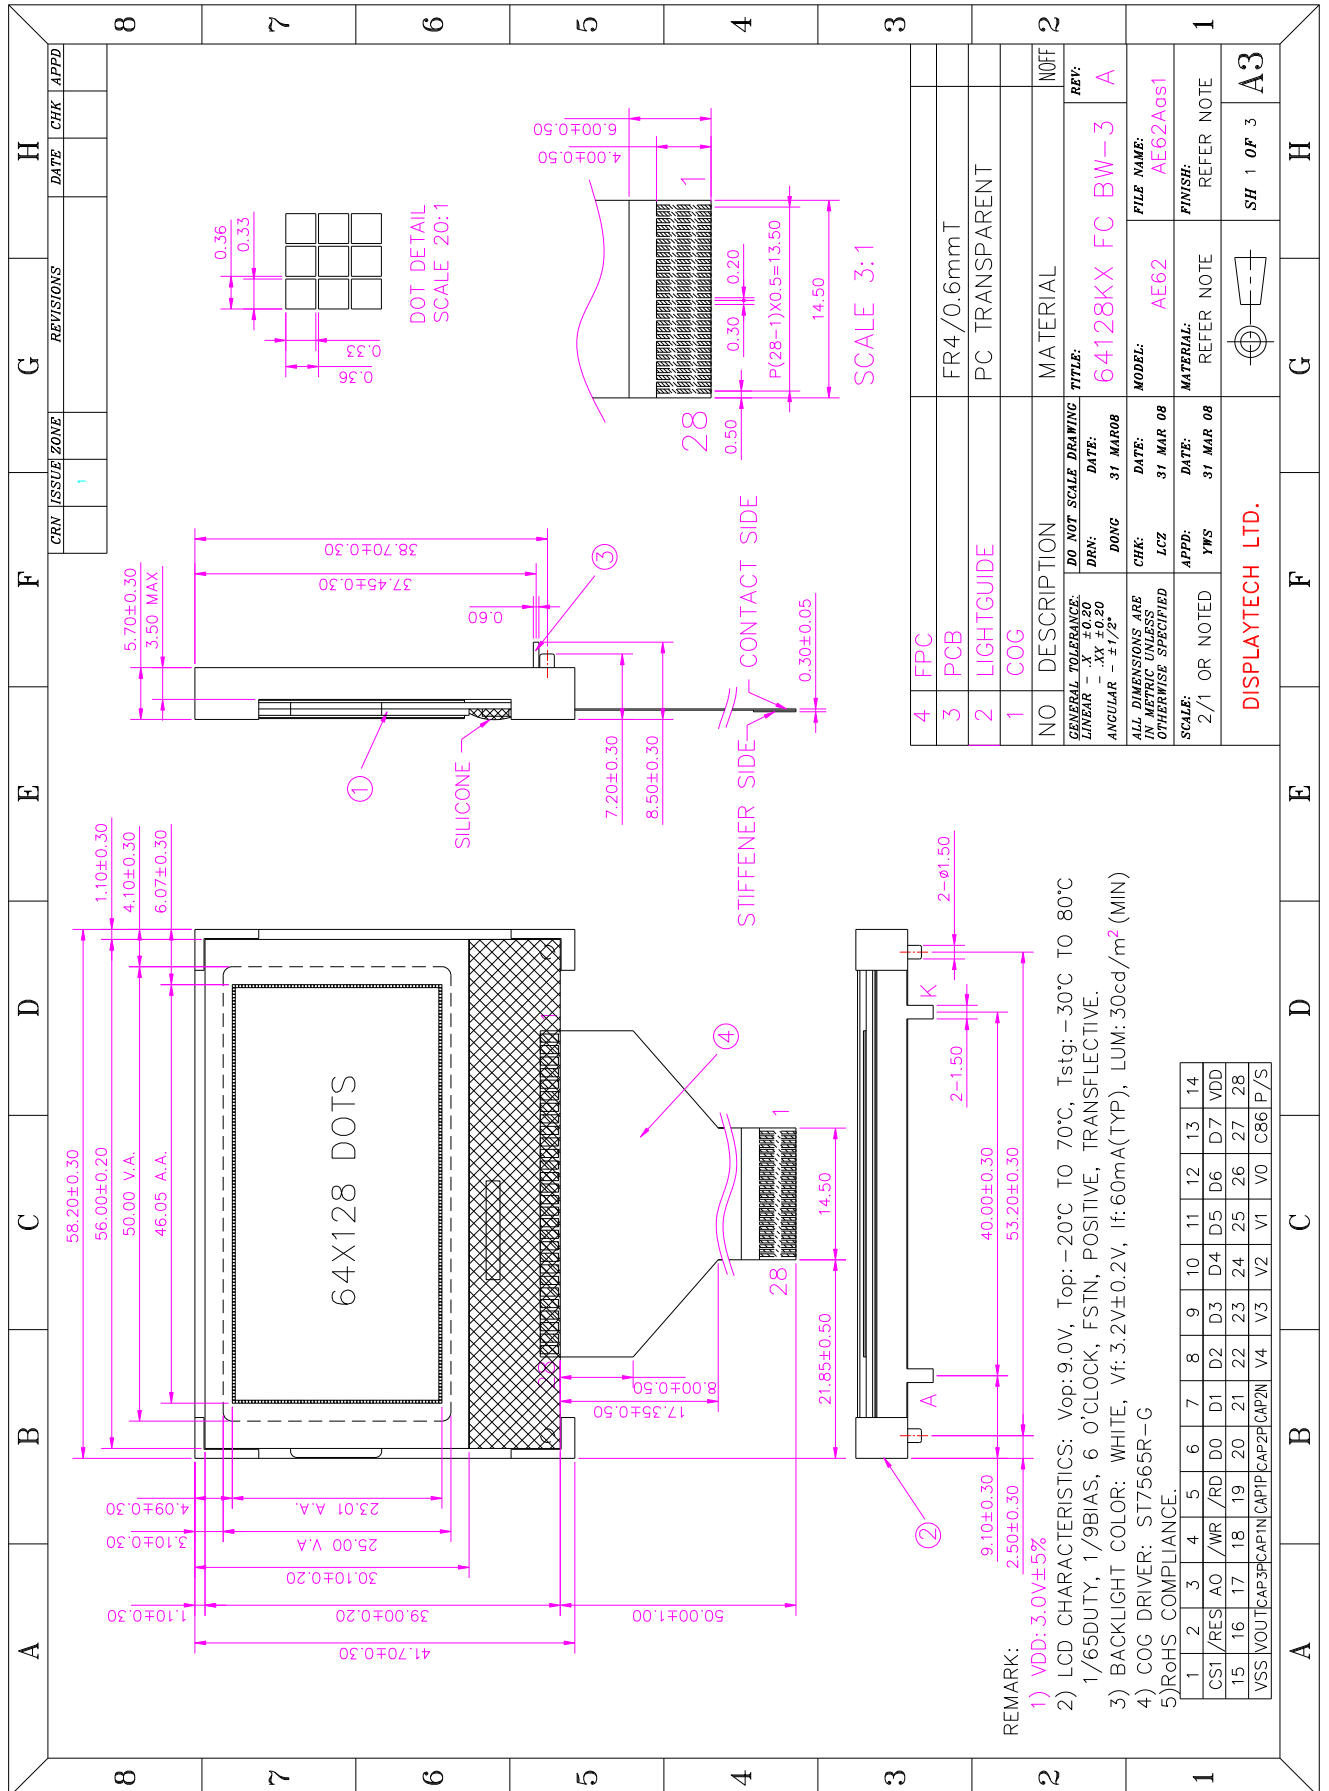 A B C D E F G H
8 7 6 5 4 3 2 1
CRN ISSUE ZONE REVISIONS DATE CHK APPD
1
58.20±0.30
56.00±0.20
50.00 V.A.
46.05 A.A.
1.10±0.30
4.10±0.30
6.07±0.30
64X128 DOTS
1
28
4.09±0.30
23.01 A.A.
3.10±0.30
25.00 V.A
30.10±0.20
1.10±0.30
39.00±0.20
41.70±0.30
50.00±1.00
8.00±0.50
17.35±0.50
4
28
1
21.85±0.50
14.50
5.70±0.30
3.50 MAX
37.45±0.30
38.70±0.30
0.60
3
1
SILICONE
7.20±0.30
8.50±0.30
STIFFENER SIDE
CONTACT SIDE
0.30±0.05
0.36
0.33
0.33
0.36
DOT DETAIL
SCALE 20:1
6.00±0.50
4.00±0.50
28
1
0.50
0.30
0.20
P(28-1)X0.5=13.50
14.50
SCALE 3:1
A
K
2
2-1.50
2-ø1.50
40.00±0.30
53.20±0.30
9.10±0.30
2.50±0.30
REMARK:
1) VDD: 3.0V±5%
2) LCD CHARACTERISTICS: Vop: 9.0V, Top: -20°C TO 70°C, Tstg: -30°C TO 80°C
1/65DUTY, 1/9BIAS, 6 O'CLOCK, FSTN, POSITIVE, TRANSFLECTIVE.
3) BACKLIGHT COLOR: WHITE, Vf: 3.2V±0.2V, If: 60mA(TYP), LUM: 30cd/m² (MIN)
4) COG DRIVER: ST7565R-G
5)RoHS COMPLIANCE.
1 2 3 4 5 6 7 8 9 10 11 12 13 14
CS1 /RES A0 /WR /RD D0 D1 D2 D3 D4 D5 D6 D7 VDD
15 16 17 18 19 20 21 22 23 24 25 26 27 28
VSS VOUT CAP3P CAP1N CAP1P CAP2P CAP2N V4 V3 V2 V1 V0 C86 P/S
4 FPC
3 PCB FR4/0.6mmT
2 LIGHTGUIDE PC TRANSPARENT
1 COG
NO DESCRIPTION MATERIAL NOFF
GENERAL TOLERANCE:
LINEAR - .X ±0.20
- .XX ±0.20
ANGULAR - ±1/2°
DO NOT SCALE DRAWING
DRN: DATE:
DONG 31 MAR08
TITLE:
64128KX FC BW-3
REV:
A
ALL DIMENSIONS ARE
IN METRIC UNLESS
OTHERWISE SPECIFIED
CHK: DATE:
LCZ 31 MAR 08
MODEL:
AE62
FILE NAME:
AE62Aas1
SCALE:
2/1 OR NOTED
APPD: DATE:
YWS 31 MAR 08
MATERIAL:
REFER NOTE
FINISH:
REFER NOTE
DISPLAYTECH LTD.
SH 1 OF 3
A3
A B C D E F G H
8 7 6 5 4 3 2 1